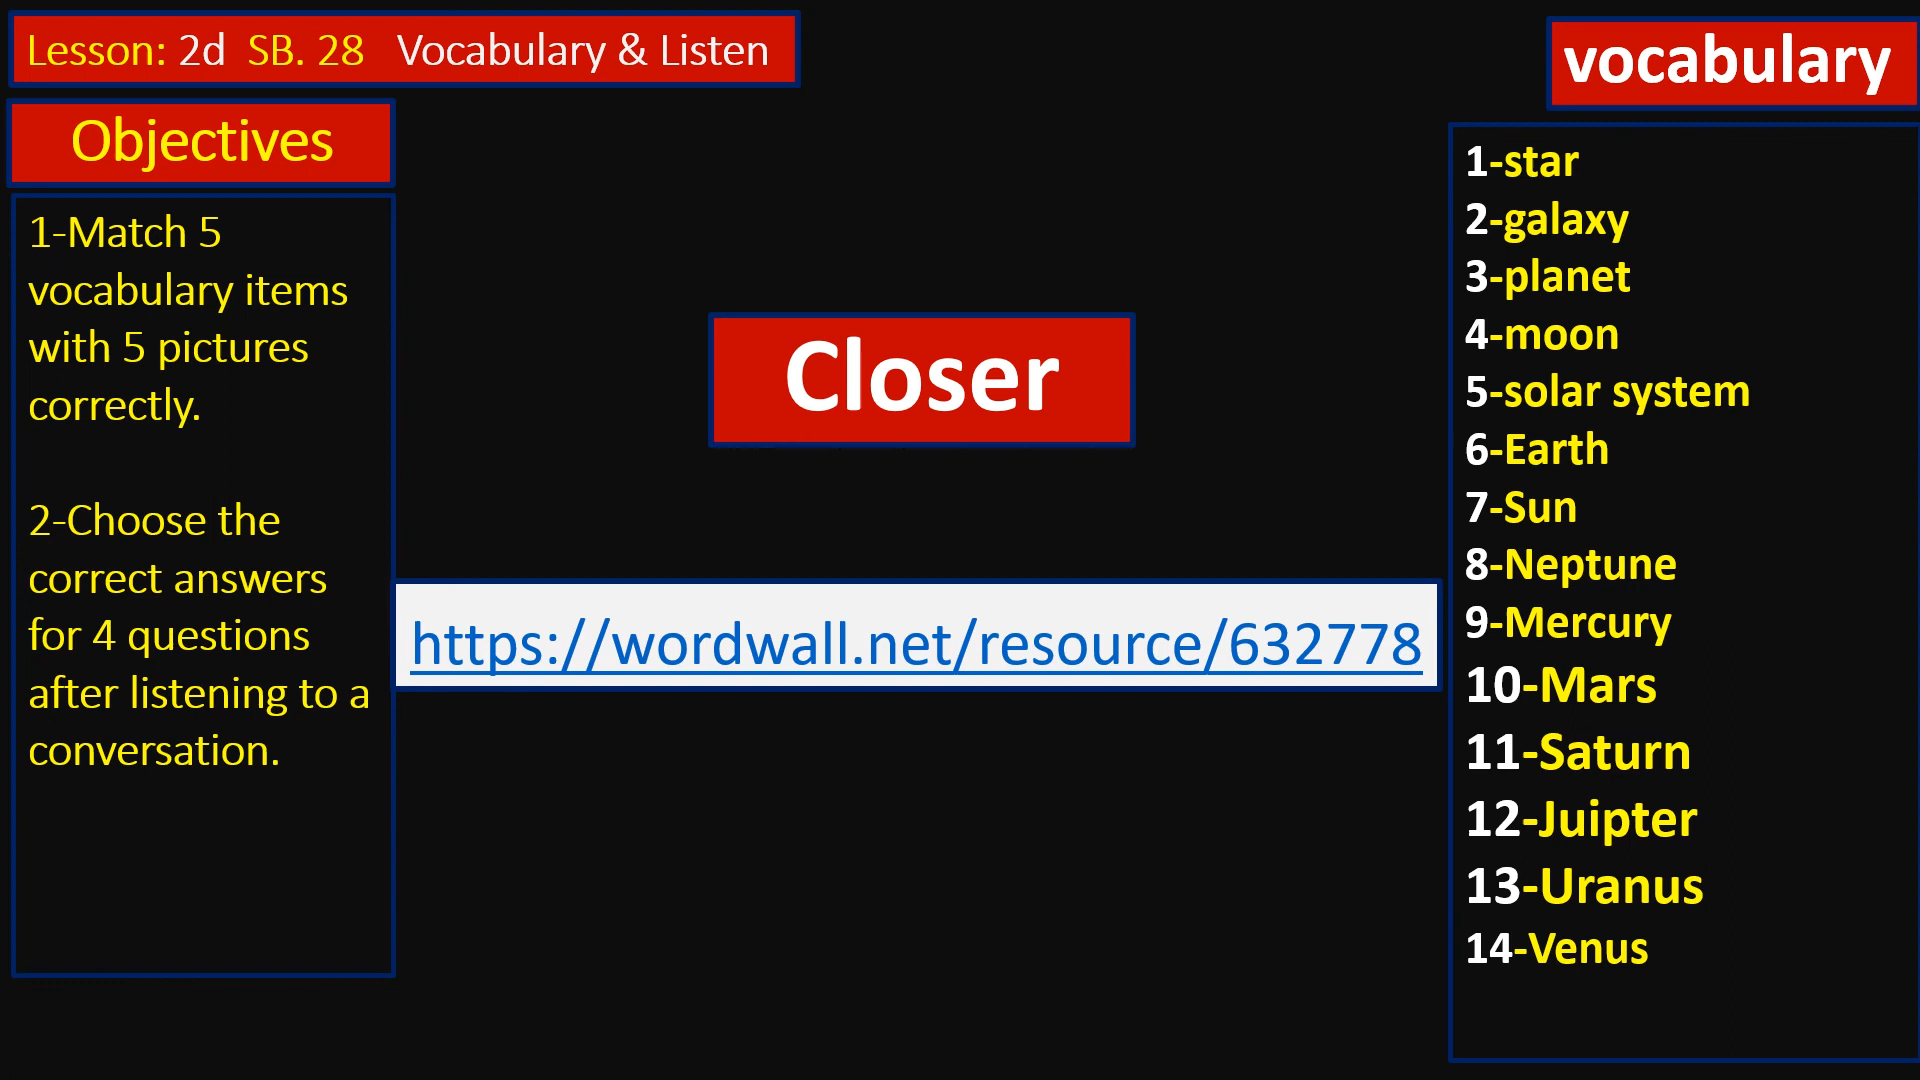 Lesson: 2d SB. 28 Vocabulary & Listen
Objectives
1-Match 5
vocabulary items
with 5 pictures
correctly.
2-Choose the
correct answers
for 4 questions
after listening to a
conversation.
Closer
https://wordwall.net/resource/632778
vocabulary
1-star
2-galaxy
3-planet
4-moon
5-solar system
6-Earth
7-Sun
8-Neptune
9-Mercury
10-Mars
11-Saturn
12-Juipter
13-Uranus
14-Venus